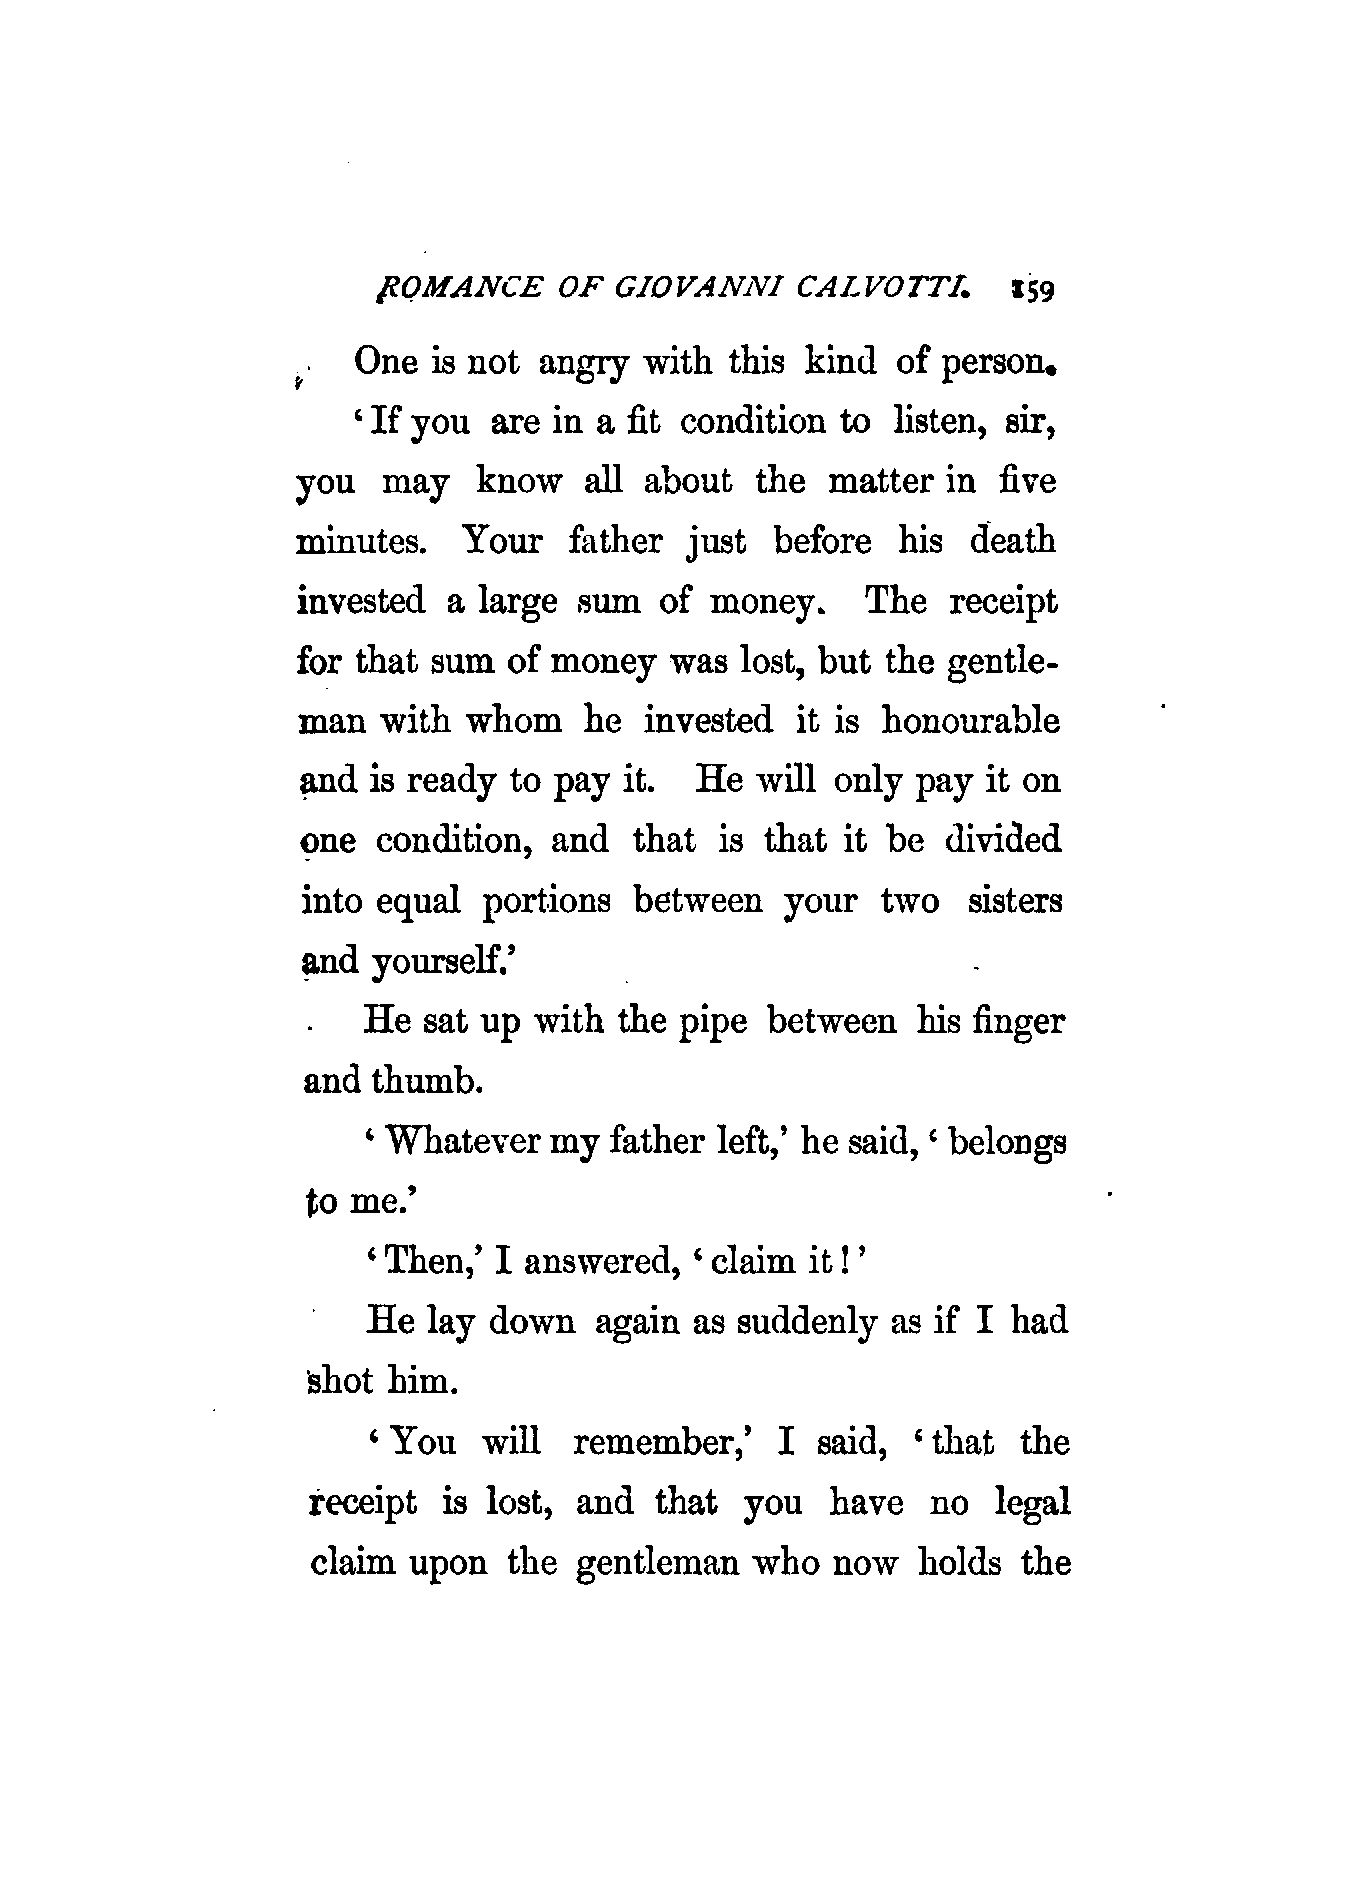 ROMANCE OF GIOVANNI CALVOTTI. 159
One is not angry with this kind of person.
‘If you are in a fit condition to listen, sir,
you may know all about the matter in five
minutes. Your father just before his death
invested a large sum of money. The receipt
for that sum of money was lost, but the gentle-
man with whom he invested it is honourable
and is ready to pay it. He will only pay it on
one condition, and that is that it be divided
into equal portions between your two sisters
and yourself.’
He sat up with the pipe between his finger
and thumb.
‘Whatever my father left,’ he said, ‘belongs
to me.’
‘Then,’ I answered, ‘claim it!’
He lay down again as suddenly as if I had
shot him.
‘You will remember,’ I said, ‘that the
receipt is lost, and that you have no legal
claim upon the gentleman who now holds the